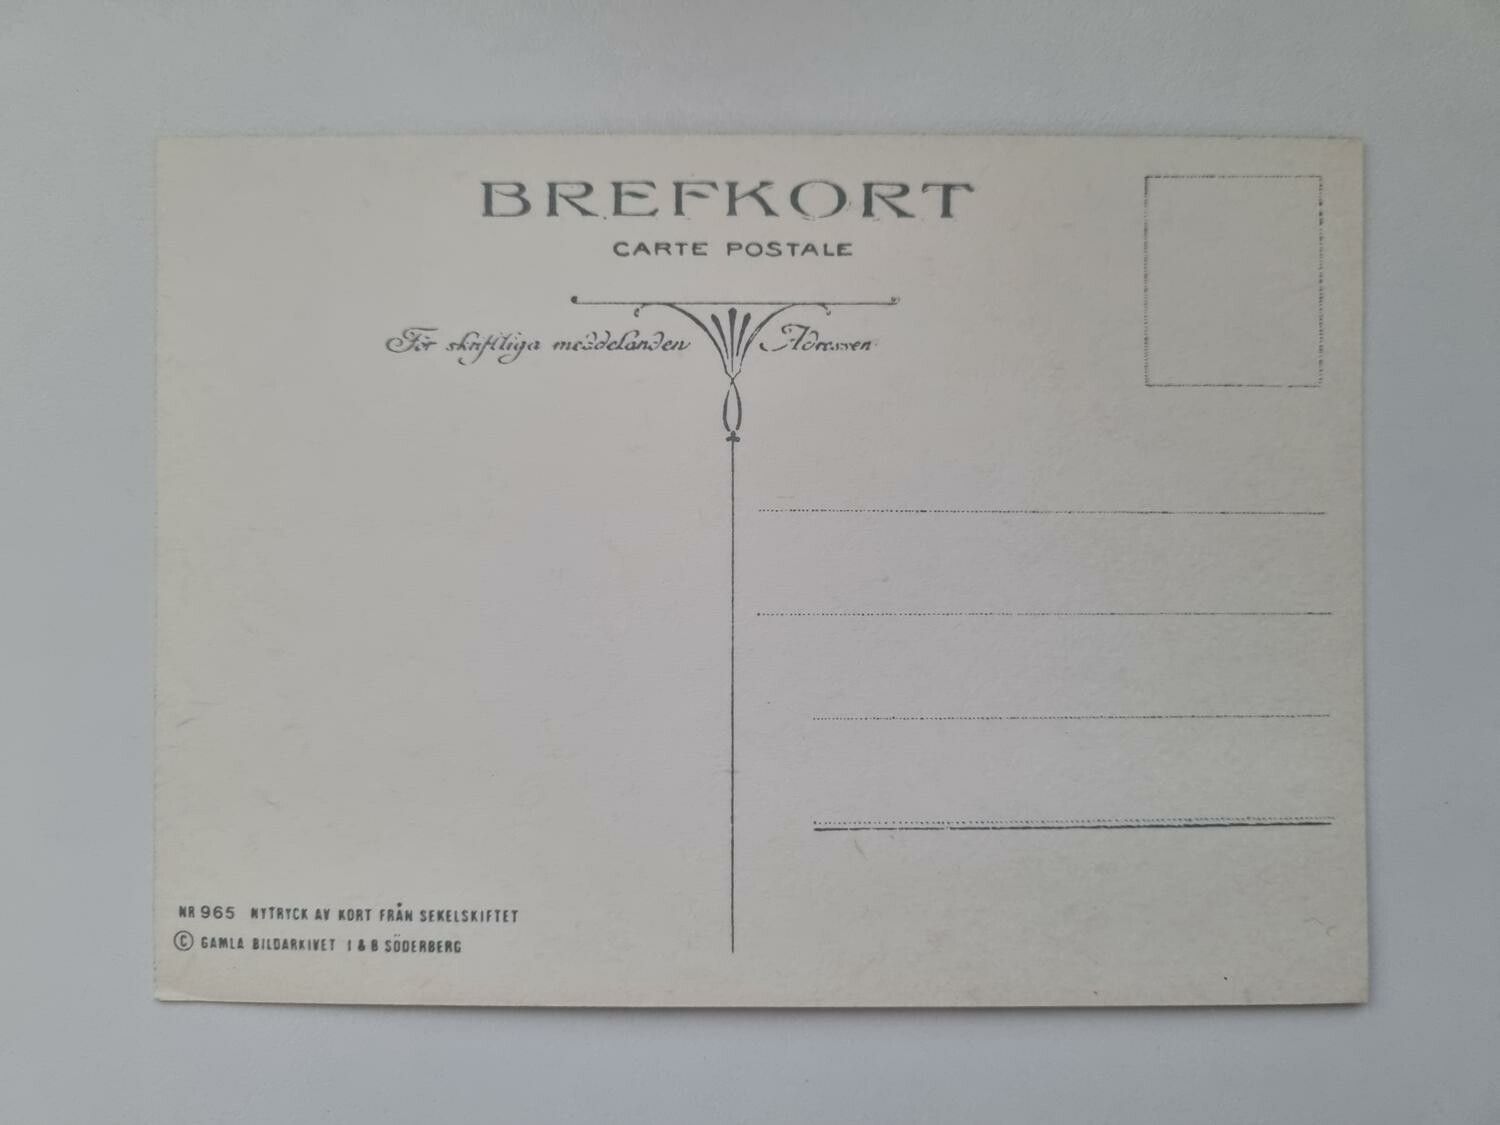 BREFKORT
CARTE POSTALE
För skriftliga meddelanden
Adressen
NR 965 NYTRYCK AV KORT FRÅN SEKELSKIFTET
© GAMLA BILDARKIVET I & B SÖDERBERG